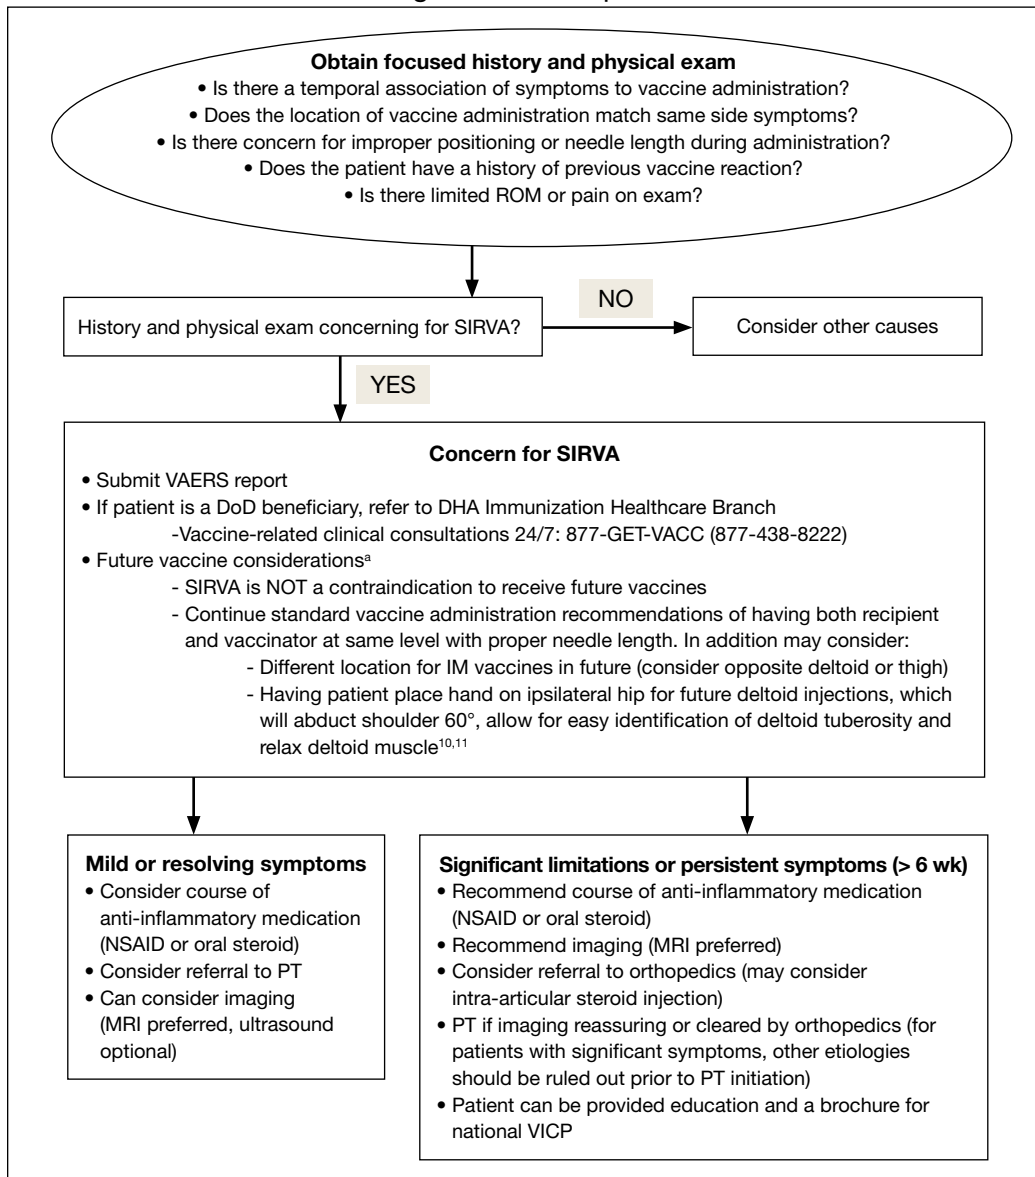 Obtain focused history and physical exam
• Is there a temporal association of symptoms to vaccine administration?
• Does the location of vaccine administration match same side symptoms?
• Is there concern for improper positioning or needle length during administration?
• Does the patient have a history of previous vaccine reaction?
• Is there limited ROM or pain on exam?
History and physical exam concerning for SIRVA?
NO
Consider other causes
YES
Concern for SIRVA
• Submit VAERS report
• If patient is a DoD beneficiary, refer to DHA Immunization Healthcare Branch
-Vaccine-related clinical consultations 24/7: 877-GET-VACC (877-438-8222)
• Future vaccine considerationsᵃ
- SIRVA is NOT a contraindication to receive future vaccines
- Continue standard vaccine administration recommendations of having both recipient
and vaccinator at same level with proper needle length. In addition may consider:
- Different location for IM vaccines in future (consider opposite deltoid or thigh)
- Having patient place hand on ipsilateral hip for future deltoid injections, which
will abduct shoulder 60°, allow for easy identification of deltoid tuberosity and
relax deltoid muscle¹⁰,¹¹
Mild or resolving symptoms
• Consider course of
anti-inflammatory medication
(NSAID or oral steroid)
• Consider referral to PT
• Can consider imaging
(MRI preferred, ultrasound
optional)
Significant limitations or persistent symptoms (> 6 wk)
• Recommend course of anti-inflammatory medication
(NSAID or oral steroid)
• Recommend imaging (MRI preferred)
• Consider referral to orthopedics (may consider
intra-articular steroid injection)
• PT if imaging reassuring or cleared by orthopedics (for
patients with significant symptoms, other etiologies
should be ruled out prior to PT initiation)
• Patient can be provided education and a brochure for
national VICP